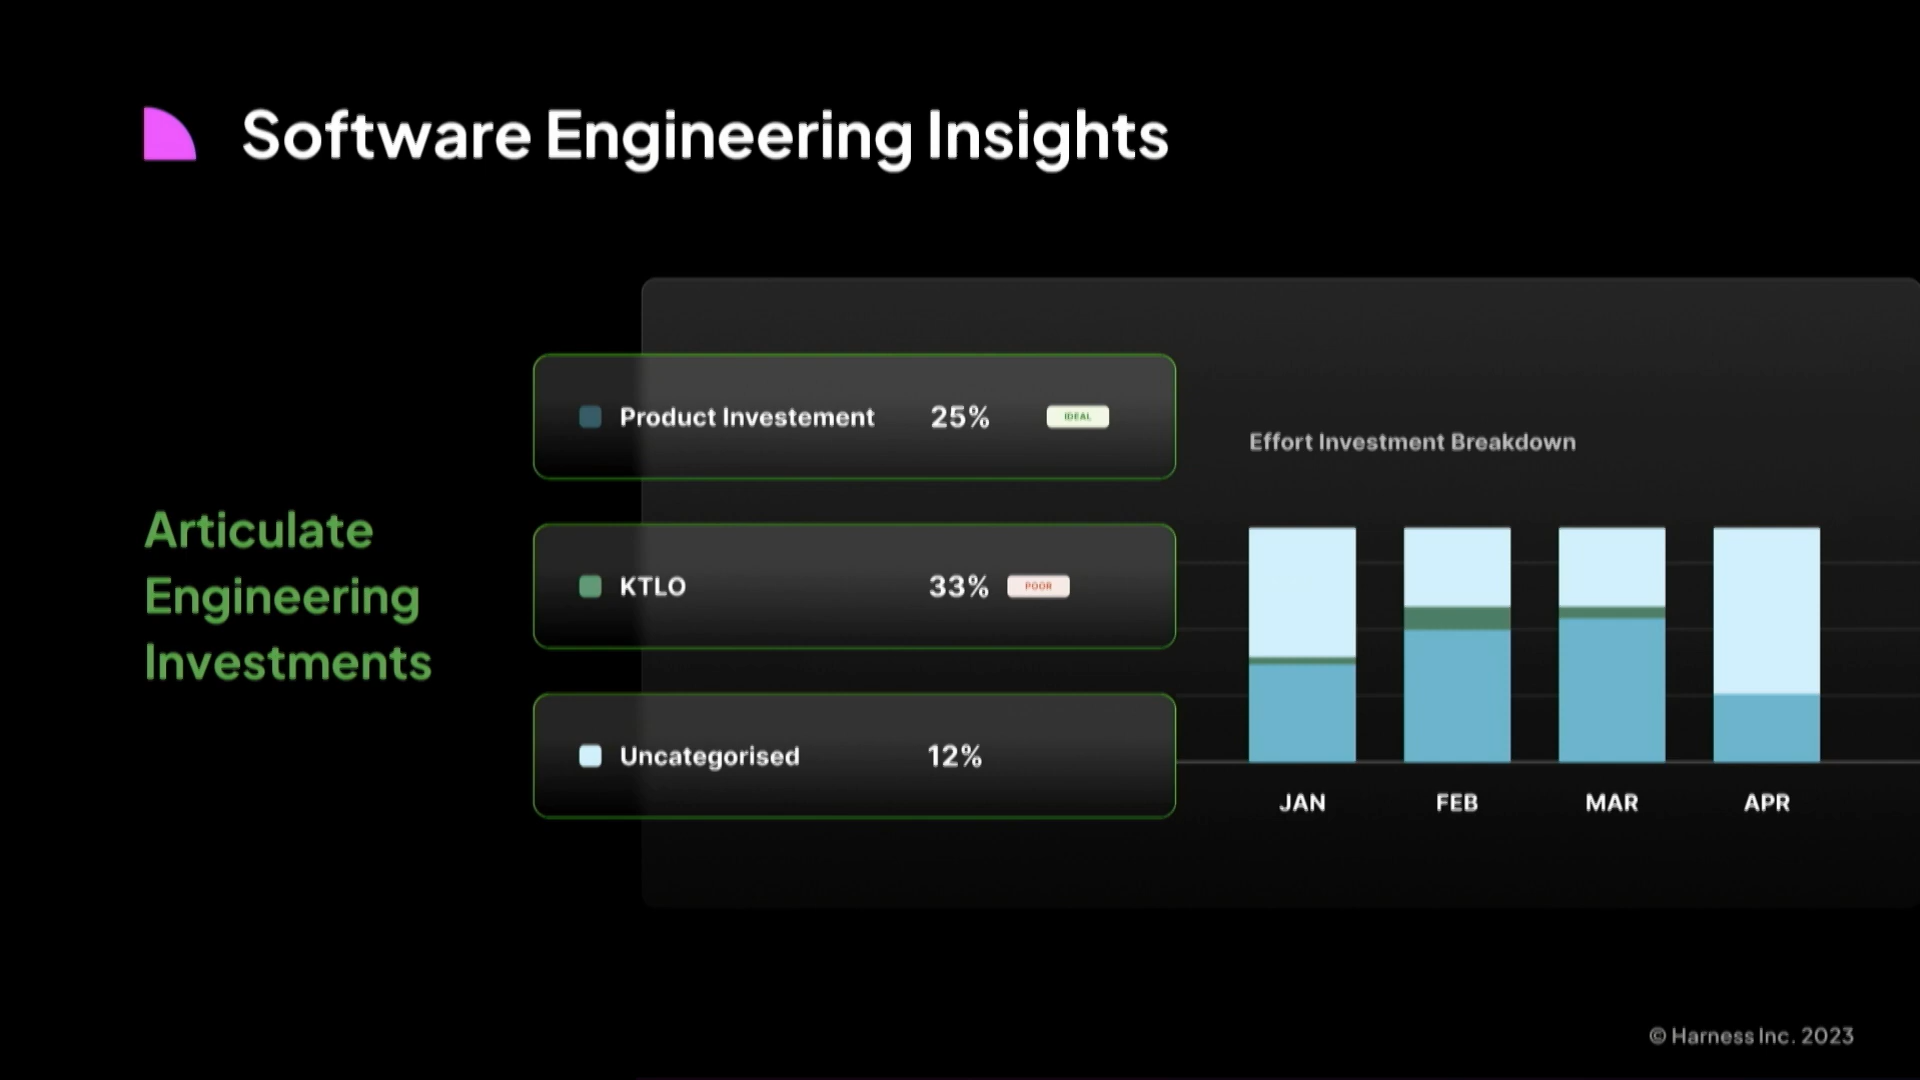 Software Engineering Insights
Articulate
Engineering
Investments
Product Investement 25% IDEAL
KTLO 33% POOR
Uncategorised 12%
Effort Investment Breakdown
JAN FEB MAR APR
© Harness Inc. 2023